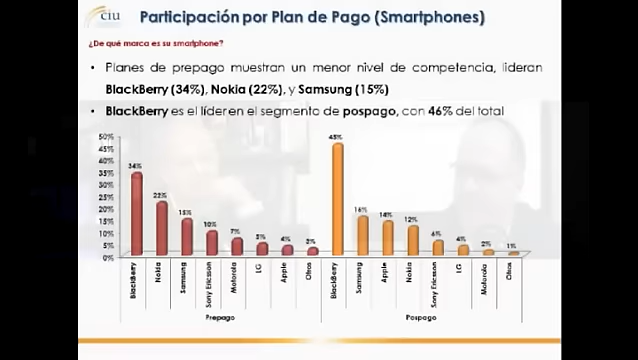 ciu
Participación por Plan de Pago (Smartphones)
¿De qué marca es su smartphone?
• Planes de prepago muestran un menor nivel de competencia, lideran
BlackBerry (34%), Nokia (22%), y Samsung (15%)
• BlackBerry es el líder en el segmento de pospago, con 46% del total
50%
45%
40%
35%
30%
25%
20%
15%
10%
5%
0%
34%
22%
15%
10%
7%
5%
4%
3%
45%
16%
14%
12%
6%
4%
2%
1%
BlackBerry
Nokia
Samsung
Sony Ericsson
Motorola
LG
Apple
Otros
BlackBerry
Samsung
Apple
Nokia
Sony Ericsson
LG
Motorola
Otros
Prepago
Pospago